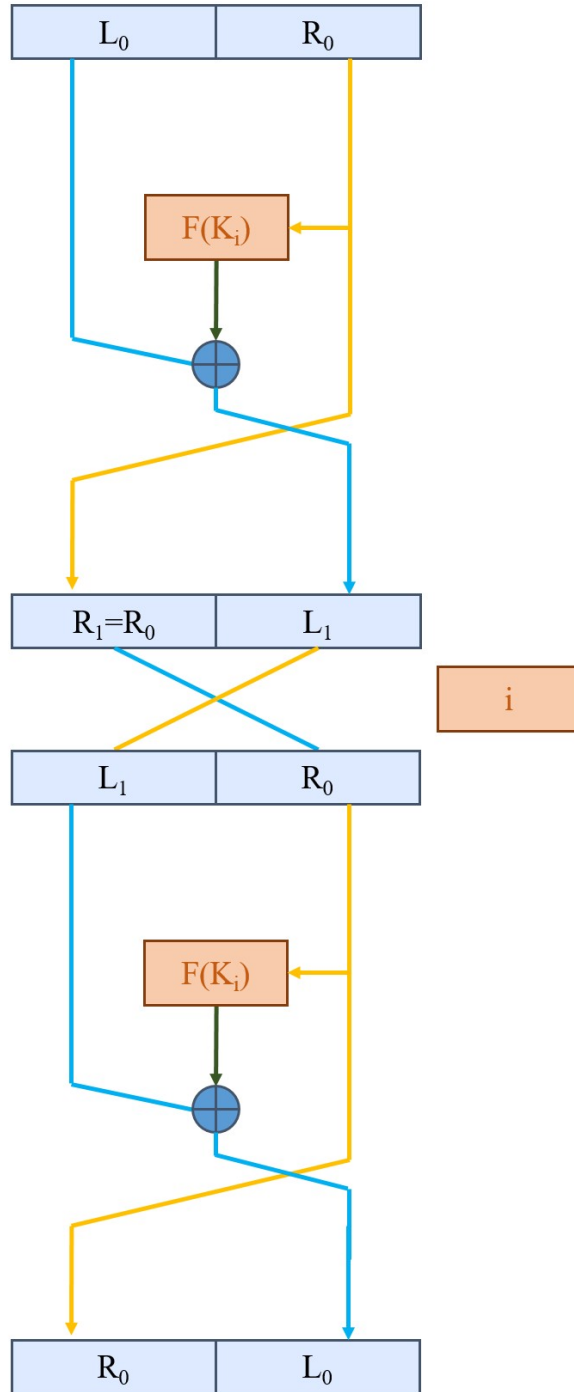 L₀ R₀
F(Kᵢ)
R₁=R₀ L₁
i
L₁ R₀
F(Kᵢ)
R₀ L₀